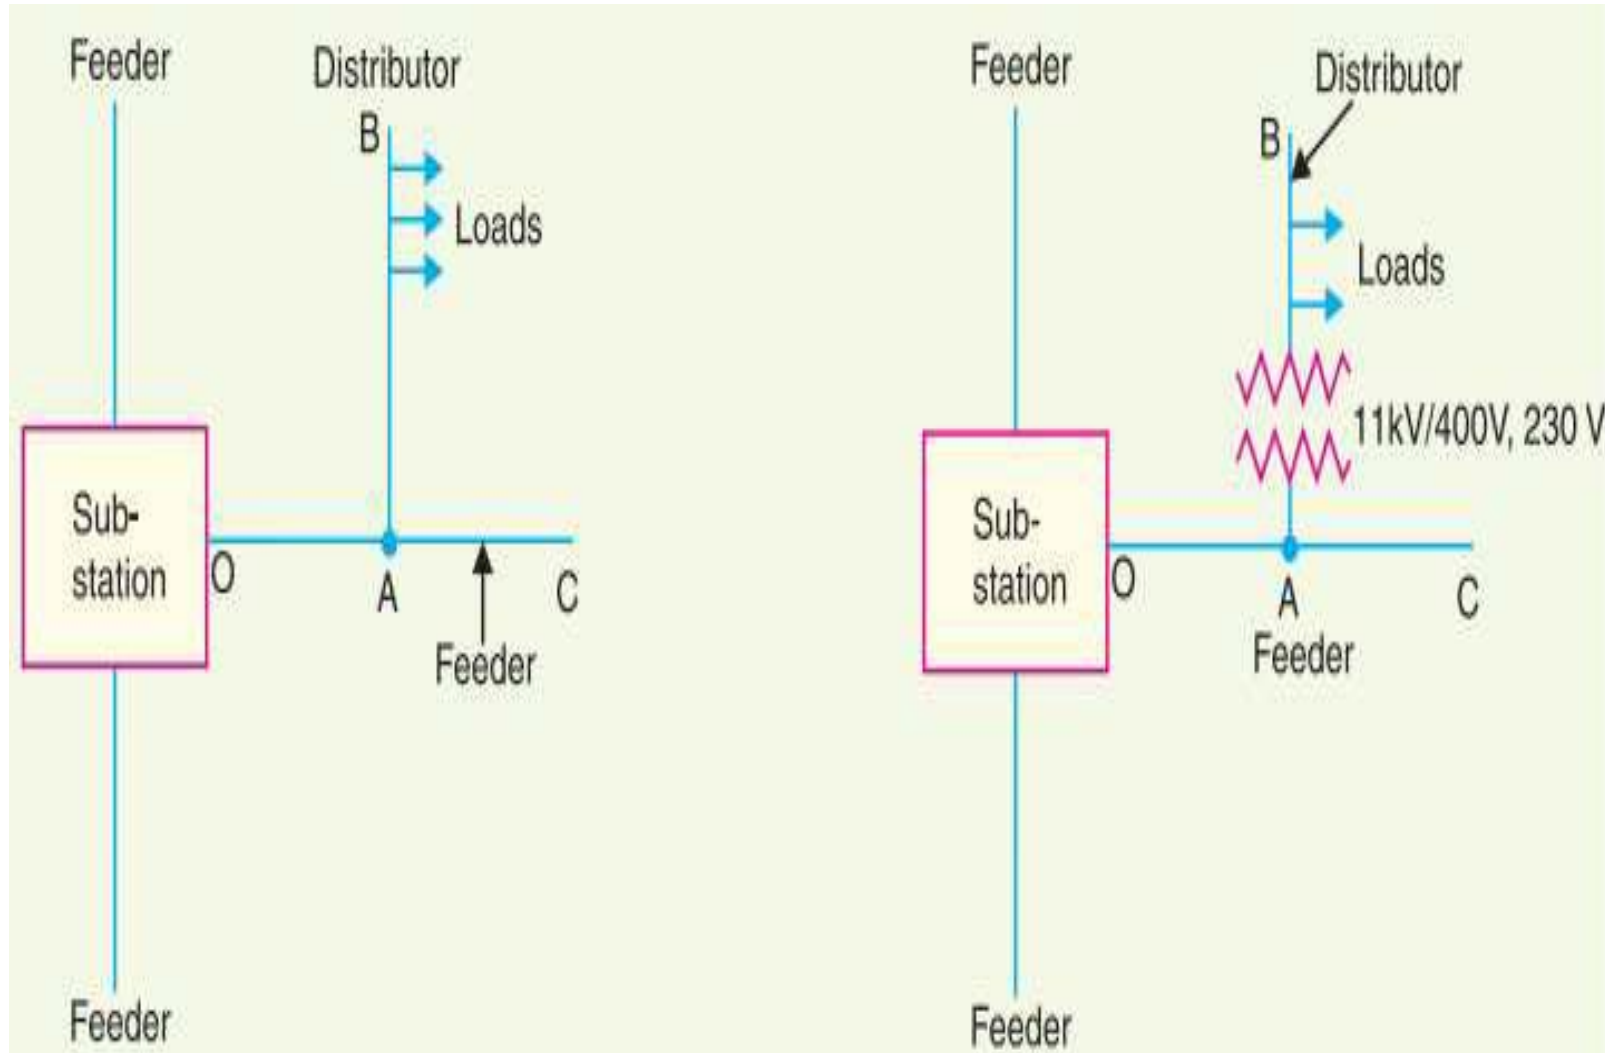 Feeder
Distributor
B
Loads
Sub-
station
O
A
C
Feeder
Feeder
Feeder
Distributor
B
Loads
11kV/400V, 230 V
Sub-
station
O
A
C
Feeder
Feeder